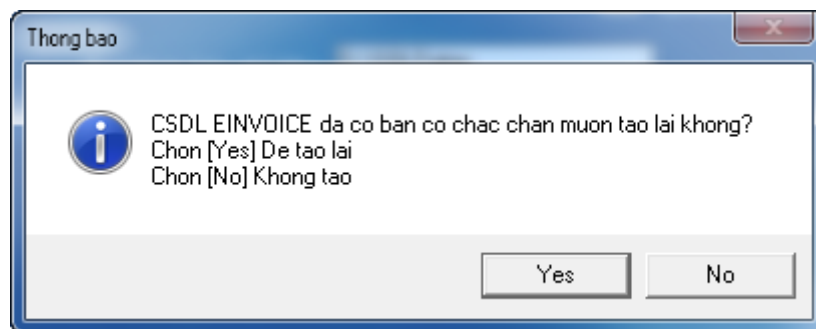 Thong bao
CSDL EINVOICE da co ban co chac chan muon tao lai khong?
Chon [Yes] De tao lai
Chon [No] Khong tao
Yes
No